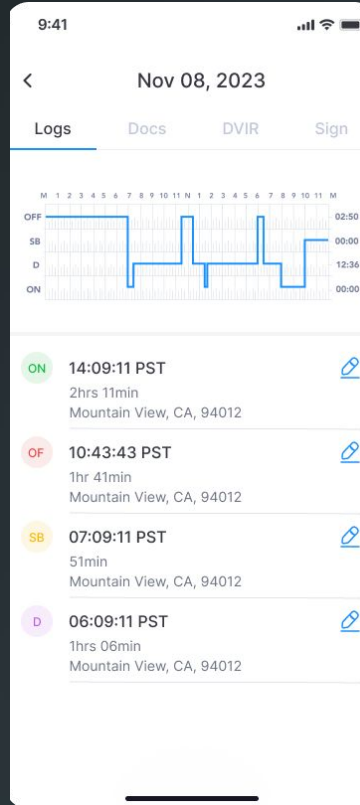 9:41
Nov 08, 2023
Logs Docs DVIR Sign
M 1 2 3 4 5 6 7 8 9 10 11 N 1 2 3 4 5 6 7 8 9 10 11 M
OFF 02:50
SB 00:00
D 12:36
ON 00:00
ON 14:09:11 PST
2hrs 11min
Mountain View, CA, 94012
OF 10:43:43 PST
1hr 41min
Mountain View, CA, 94012
SB 07:09:11 PST
51min
Mountain View, CA, 94012
D 06:09:11 PST
1hrs 06min
Mountain View, CA, 94012